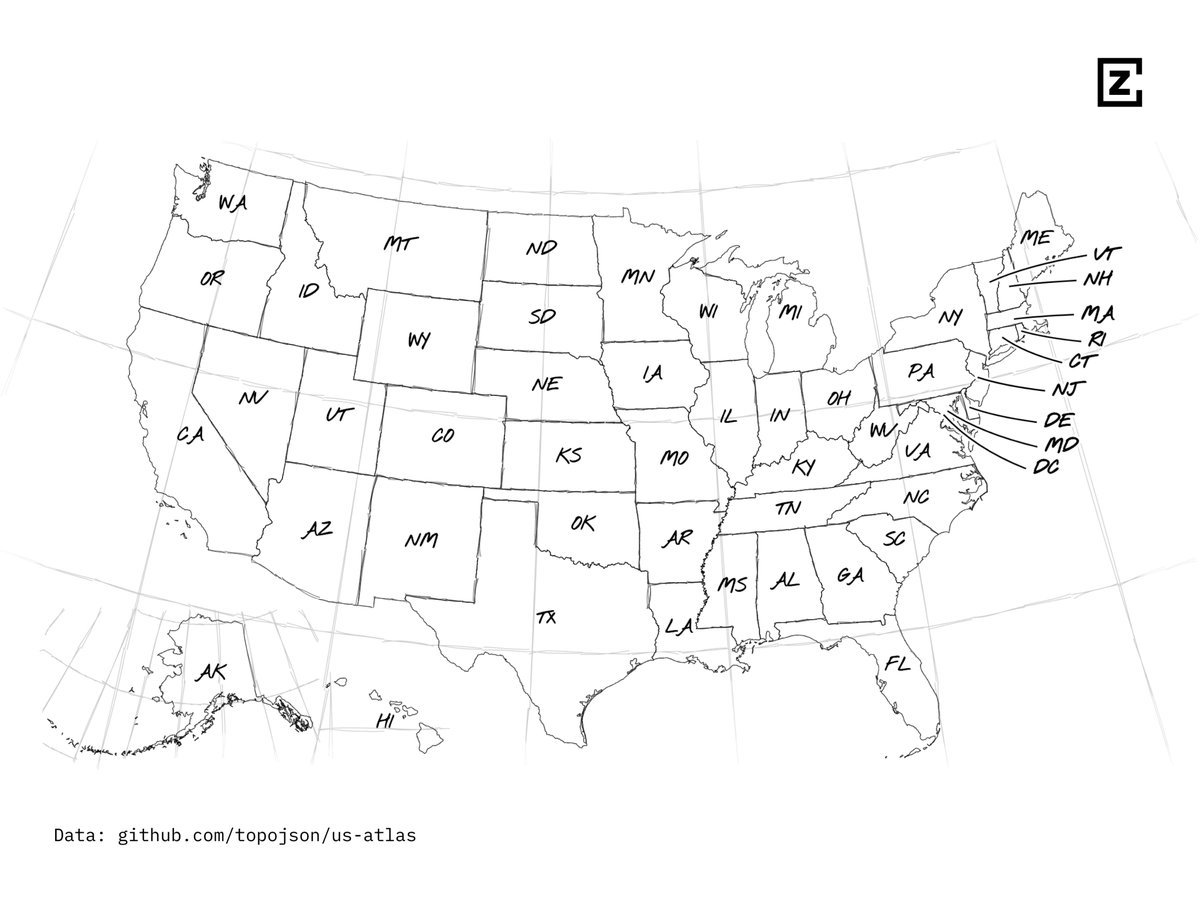 Z
WA
MT
ND
MN
ME
VT
NH
OR
ID
SD
WI
MI
NY
MA
RI
CT
WY
NE
IA
PA
NJ
NV
UT
CO
IL
IN
OH
DE
MD
DC
CA
KS
MO
WV
VA
KY
AZ
NM
OK
AR
TN
NC
SC
TX
MS
AL
GA
LA
FL
AK
HI
Data: github.com/topojson/us-atlas